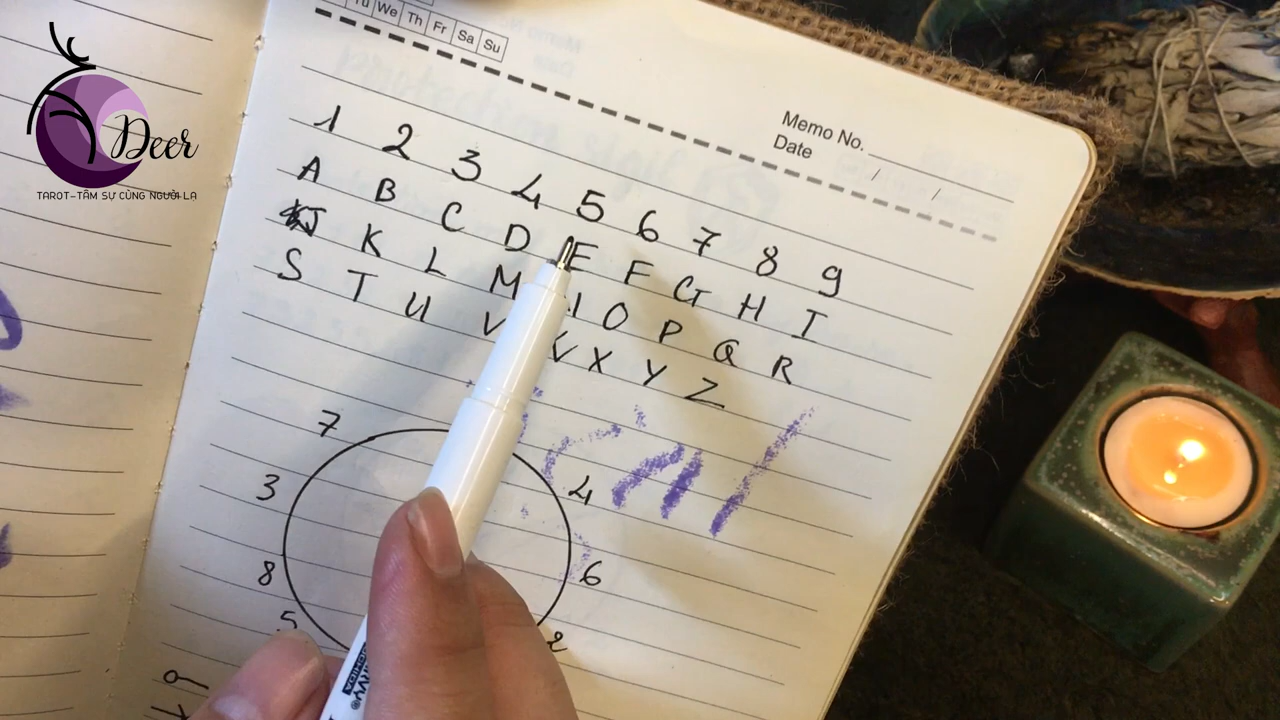 Deer
TAROT-TÂM SỰ CÙNG NGƯỜI LẠ
Tu We Th Fr Sa Su
Memo No.
Date / /
1 2 3 4 5 6 7 8 9
A B C D E F G H I
J K L M N O P Q R
S T U V W X Y Z
7
3 4
8 6
5 2